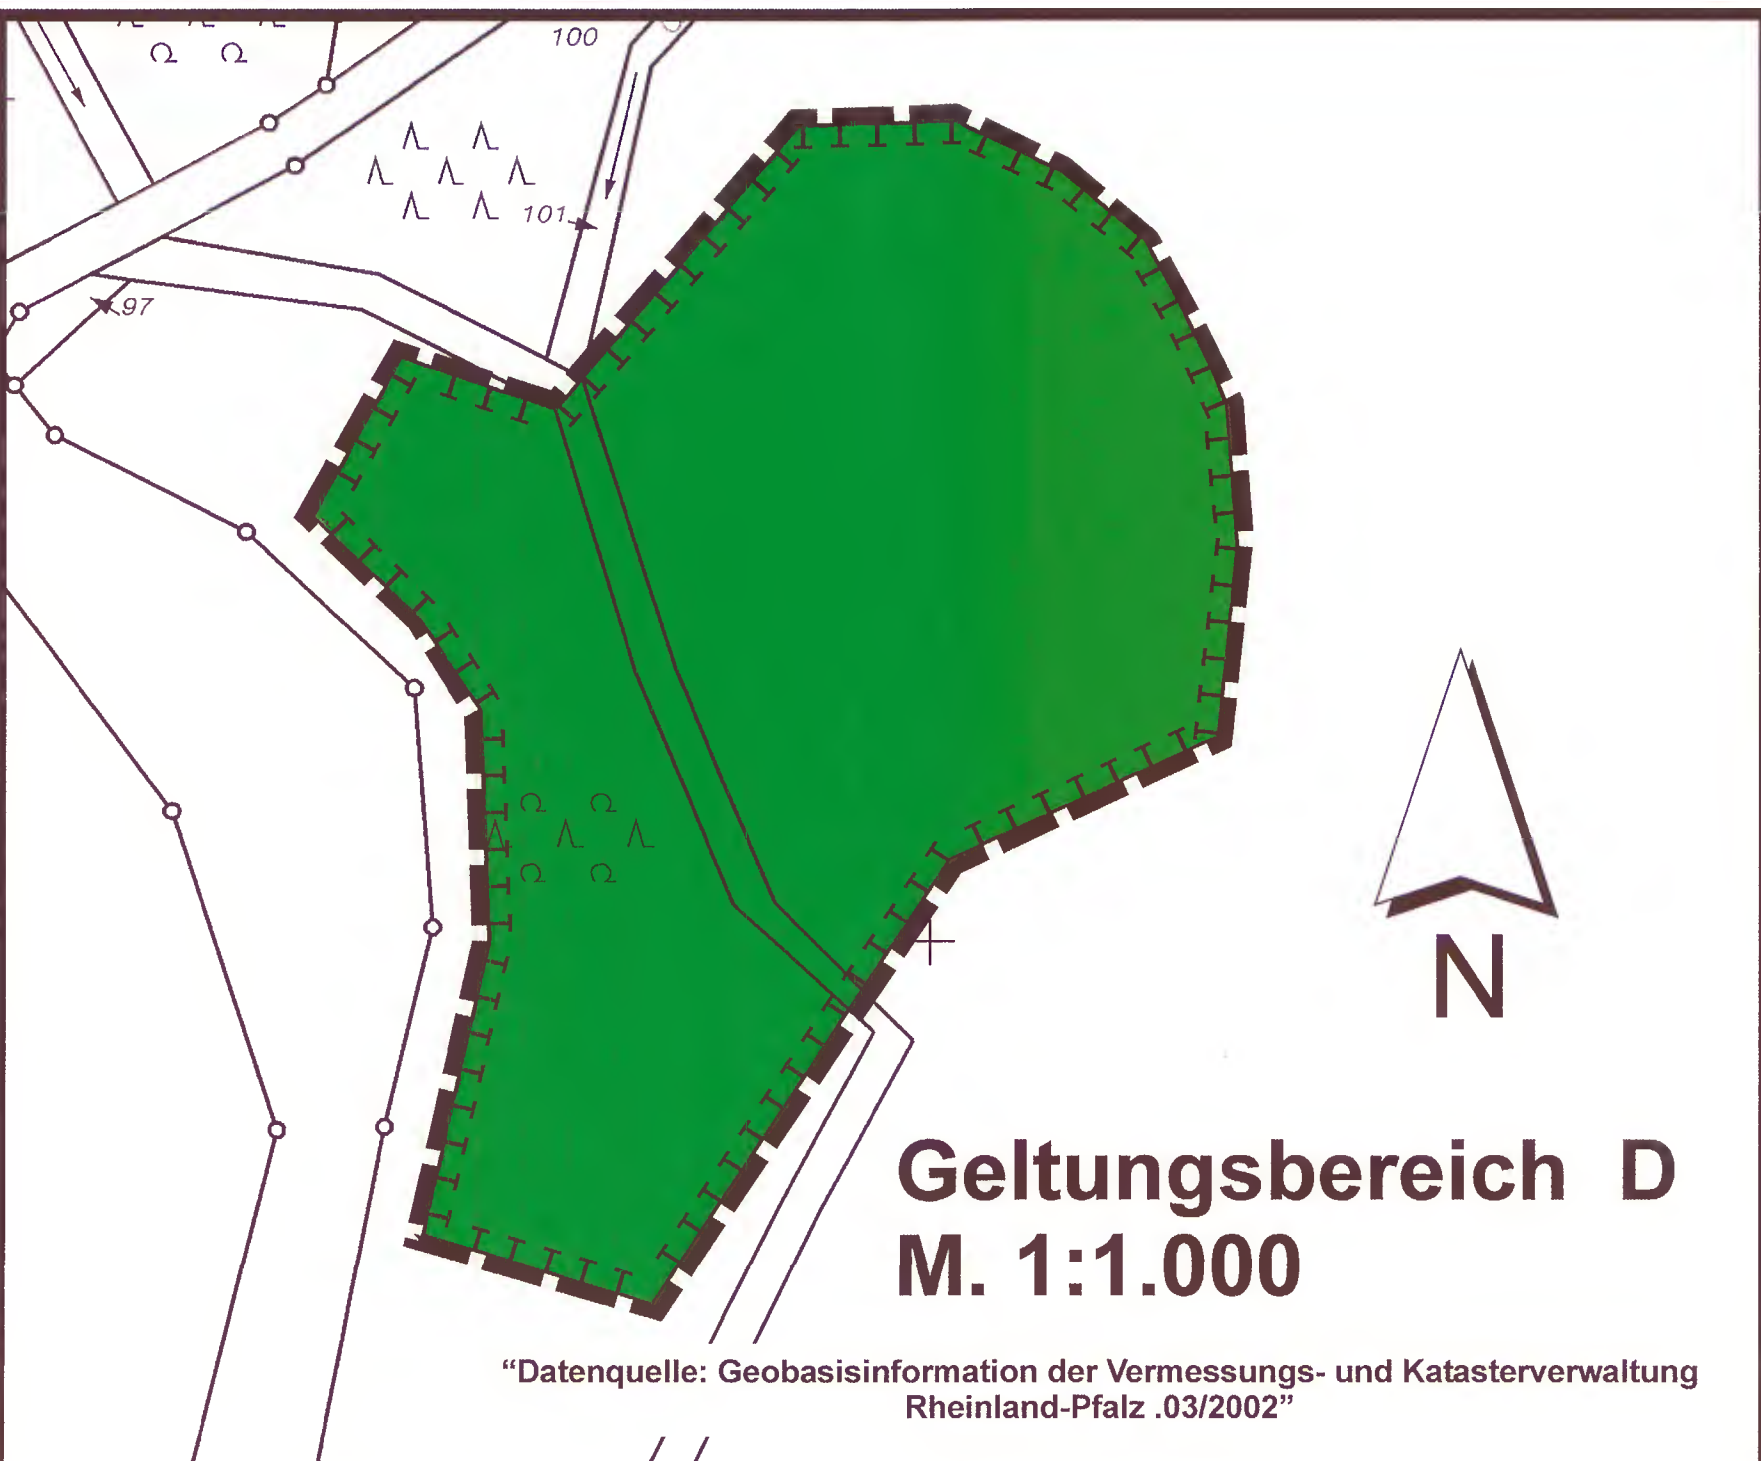 100
101
97
N
Geltungsbereich D
M. 1:1.000
“Datenquelle: Geobasisinformation der Vermessungs- und Katasterverwaltung
Rheinland-Pfalz .03/2002”